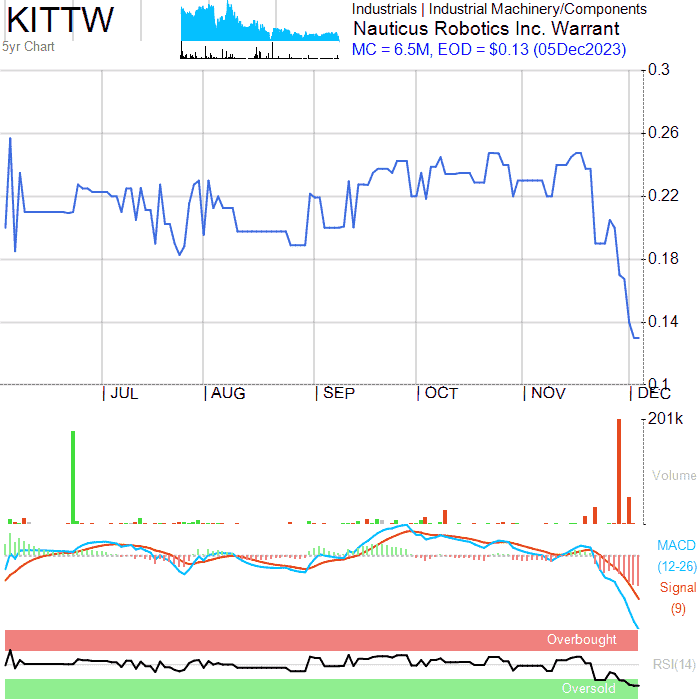 KITTW
5yr Chart
Industrials | Industrial Machinery/Components
Nauticus Robotics Inc. Warrant
MC = 6.5M, EOD = $0.13 (05Dec2023)
0.3
0.26
0.22
0.18
0.14
0.1
JUL
AUG
SEP
OCT
NOV
DEC
201k
Volume
MACD
(12-26)
Signal
(9)
Overbought
RSI(14)
Oversold